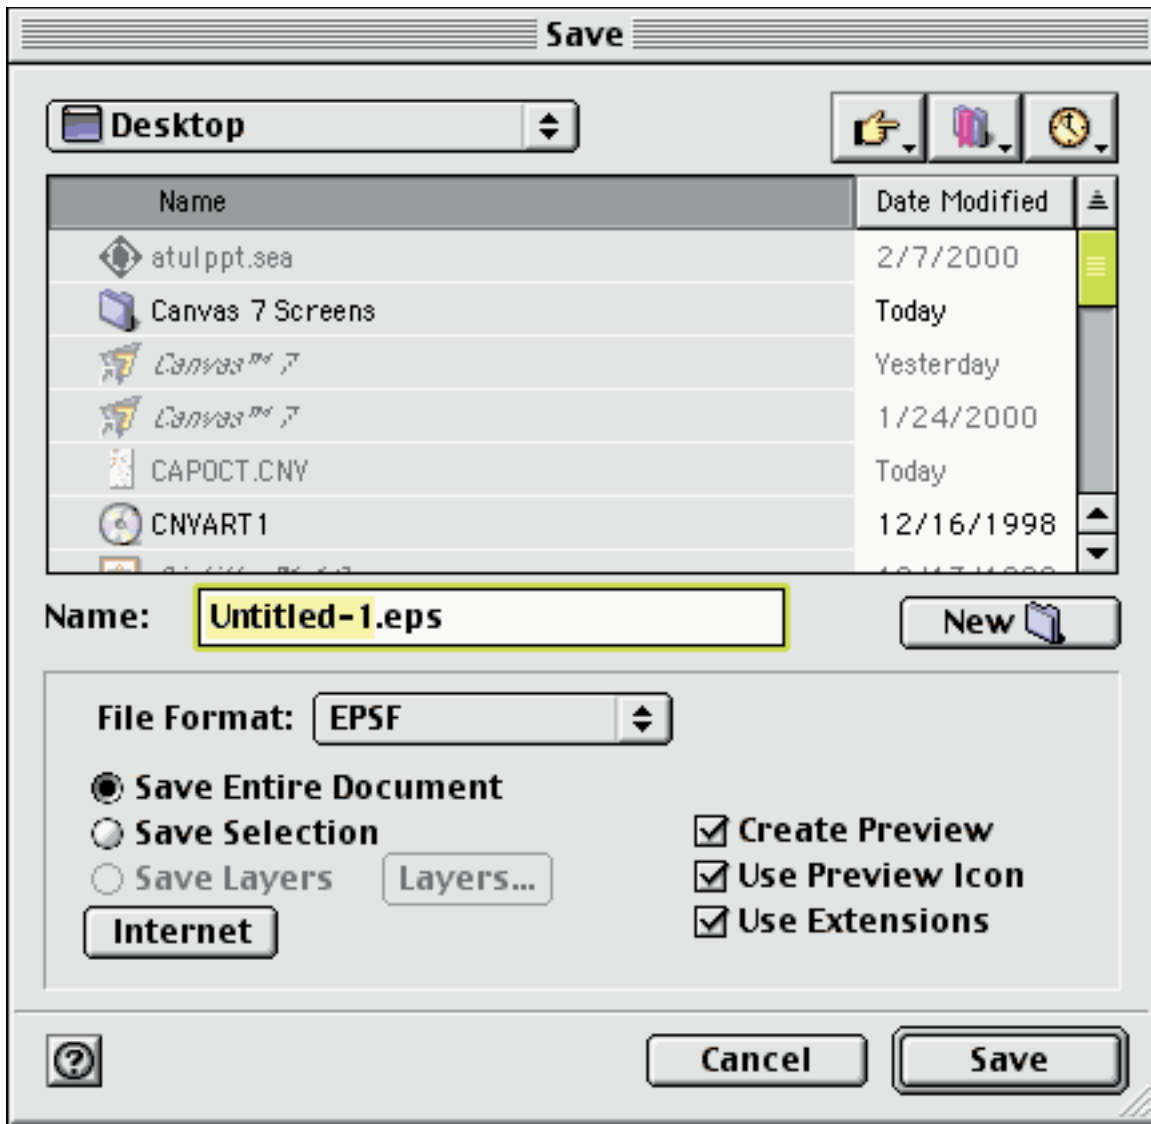 Save
Desktop
Name Date Modified
atulppt.sea 2/7/2000
Canvas 7 Screens Today
Canvas™ 7 Yesterday
Canvas™ 7 1/24/2000
CAPOCT.CNV Today
CNVART1 12/16/1998
Name: Untitled-1.eps New
File Format: EPSF
Save Entire Document
Save Selection Create Preview
Save Layers Layers... Use Preview Icon
Internet Use Extensions
Cancel Save